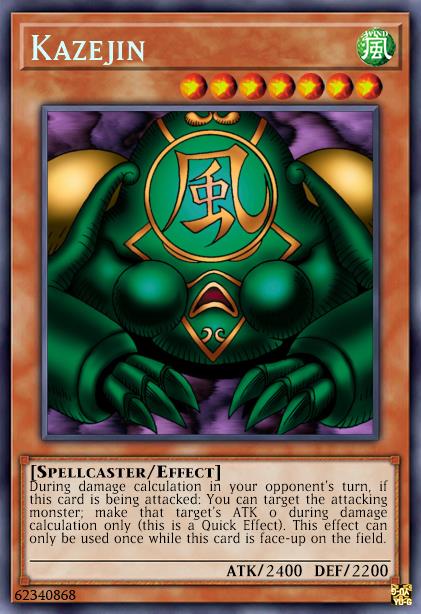 KAZEJIN
WIND
風
風
[SPELLCASTER/EFFECT]
During damage calculation in your opponent's turn, if
this card is being attacked: You can target the attacking
monster; make that target's ATK 0 during damage
calculation only (this is a Quick Effect). This effect can
only be used once while this card is face-up on the field.
ATK/2400 DEF/2200
62340868